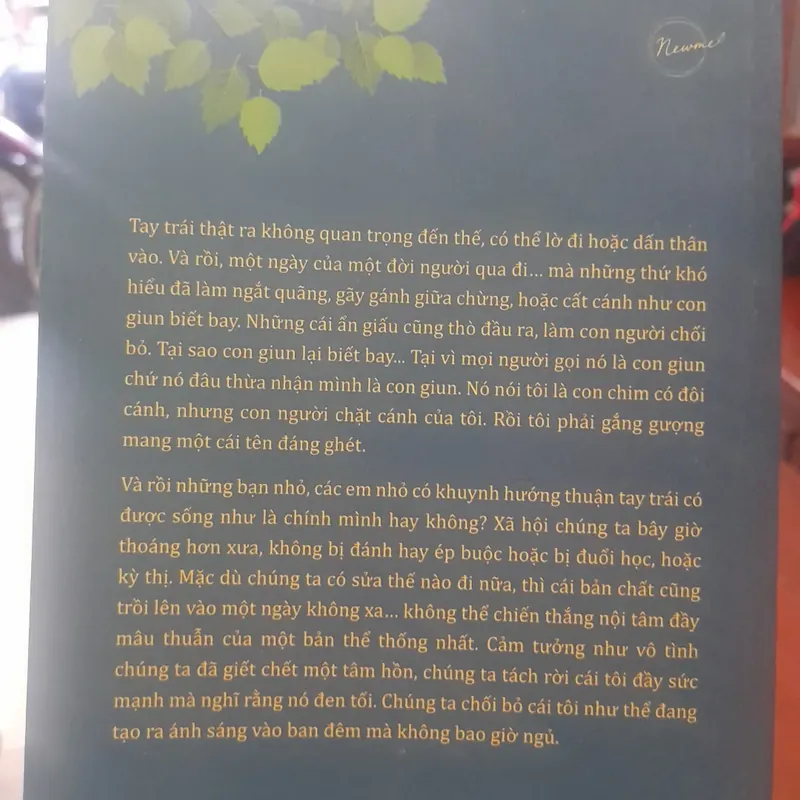 Newme
Tay trái thật ra không quan trọng đến thế, có thể lờ đi hoặc dấn thân
vào. Và rồi, một ngày của một đời người qua đi... mà những thứ khó
hiểu đã làm ngắt quãng, gãy gánh giữa chừng, hoặc cất cánh như con
giun biết bay. Những cái ẩn giấu cũng thò đầu ra, làm con người chối
bỏ. Tại sao con giun lại biết bay... Tại vì mọi người gọi nó là con giun
chứ nó đâu thừa nhận mình là con giun. Nó nói tôi là con chim có đôi
cánh, nhưng con người chặt cánh của tôi. Rồi tôi phải gắng gượng
mang một cái tên đáng ghét.
Và rồi những bạn nhỏ, các em nhỏ có khuynh hướng thuận tay trái có
được sống như là chính mình hay không? Xã hội chúng ta bây giờ
thoáng hơn xưa, không bị đánh hay ép buộc hoặc bị đuổi học, hoặc
kỳ thị. Mặc dù chúng ta có sửa thế nào đi nữa, thì cái bản chất cũng
trồi lên vào một ngày không xa... không thể chiến thắng nội tâm đầy
mâu thuẫn của một bản thể thống nhất. Cảm tưởng như vô tình
chúng ta đã giết chết một tâm hồn, chúng ta tách rời cái tôi đầy sức
mạnh mà nghĩ rằng nó đen tối. Chúng ta chối bỏ cái tôi như thể đang
tạo ra ánh sáng vào ban đêm mà không bao giờ ngủ.